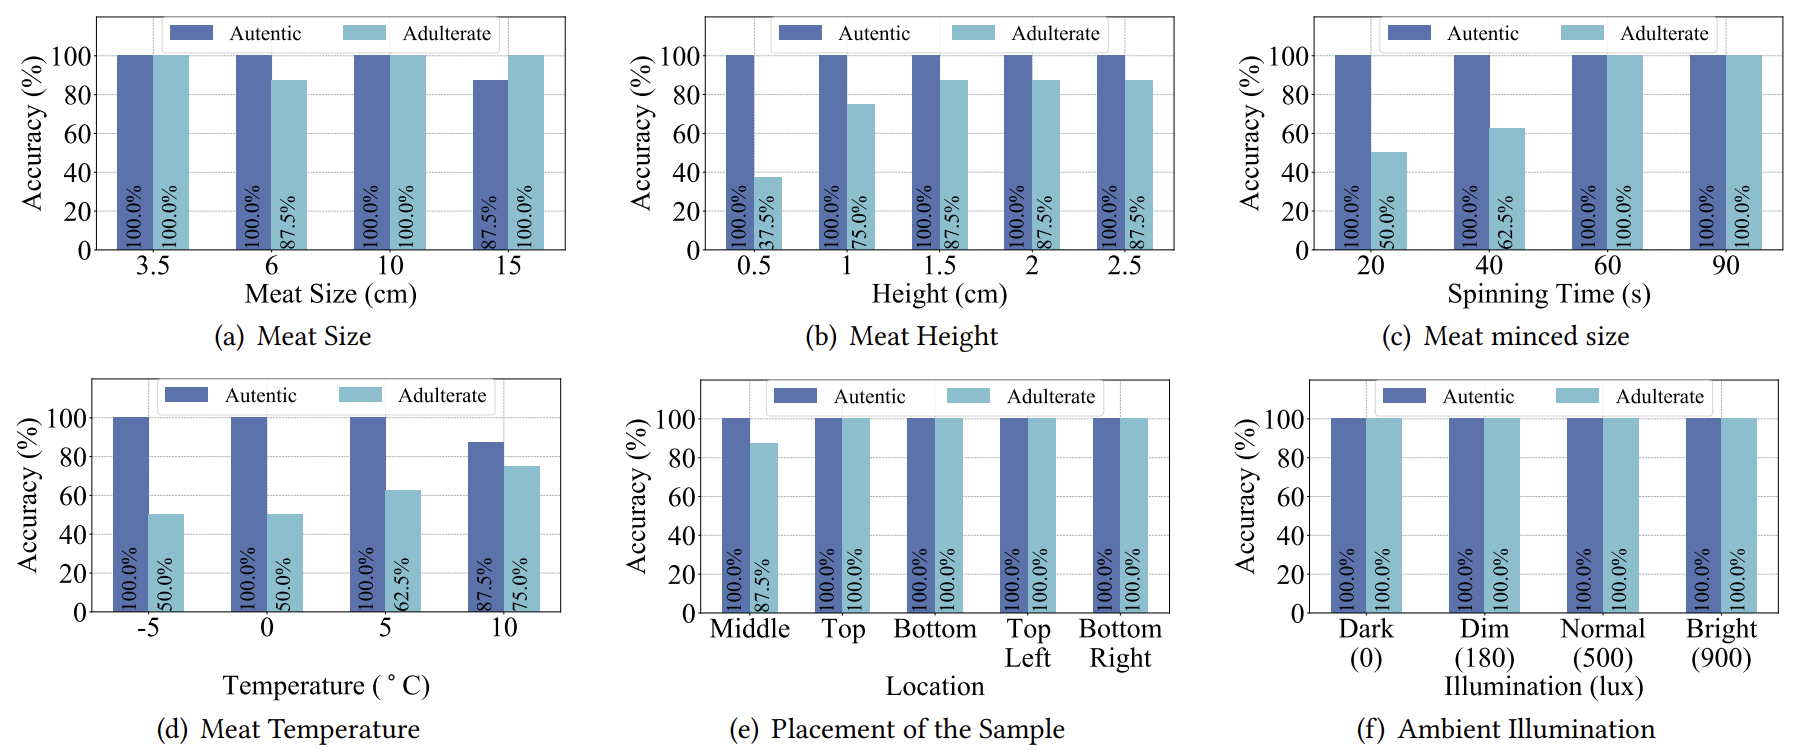 Autentic Adulterate
Accuracy (%)
100
80
60
40
20
0
100.0% 100.0% 100.0% 87.5% 100.0% 100.0% 87.5% 100.0%
3.5 6 10 15
Meat Size (cm)
(a) Meat Size
Autentic Adulterate
Accuracy (%)
100
80
60
40
20
0
100.0% 37.5% 100.0% 75.0% 100.0% 87.5% 100.0% 87.5% 100.0% 87.5%
0.5 1 1.5 2 2.5
Height (cm)
(b) Meat Height
Autentic Adulterate
Accuracy (%)
100
80
60
40
20
0
100.0% 50.0% 100.0% 62.5% 100.0% 100.0% 100.0% 100.0%
20 40 60 90
Spinning Time (s)
(c) Meat minced size
Autentic Adulterate
Accuracy (%)
100
80
60
40
20
0
100.0% 50.0% 100.0% 50.0% 100.0% 62.5% 87.5% 75.0%
-5 0 5 10
Temperature ( °C)
(d) Meat Temperature
Autentic Adulterate
Accuracy (%)
100
80
60
40
20
0
100.0% 87.5% 100.0% 100.0% 100.0% 100.0% 100.0% 100.0% 100.0% 100.0%
Middle Top Bottom Top Bottom
Left Right
Location
(e) Placement of the Sample
Autentic Adulterate
Accuracy (%)
100
80
60
40
20
0
100.0% 100.0% 100.0% 100.0% 100.0% 100.0% 100.0% 100.0%
Dark Dim Normal Bright
(0) (180) (500) (900)
Illumination (lux)
(f) Ambient Illumination